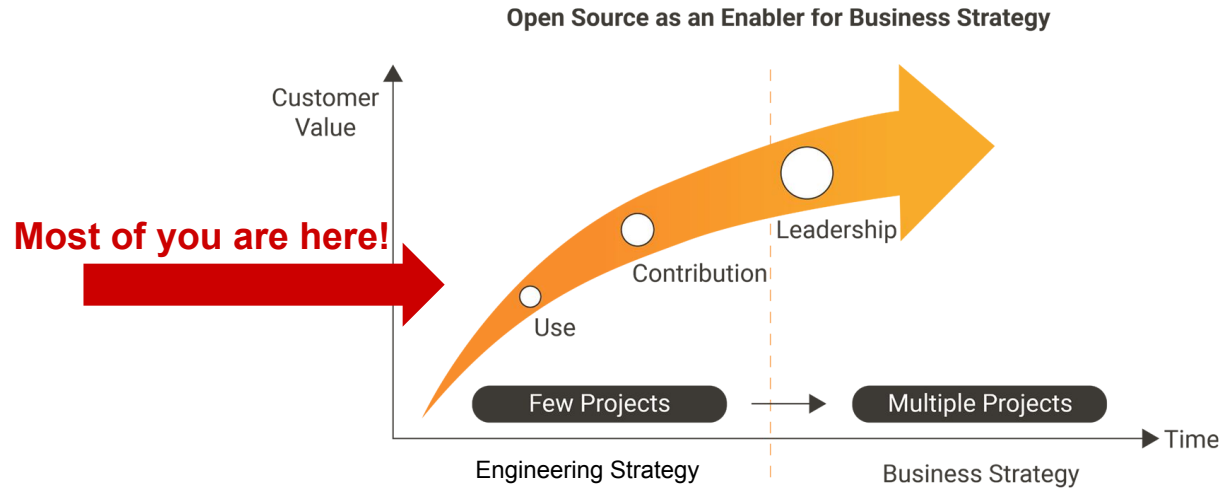 Open Source as an Enabler for Business Strategy
Customer
Value
Most of you are here!
Leadership
Contribution
Use
Few Projects
Multiple Projects
Time
Engineering Strategy
Business Strategy